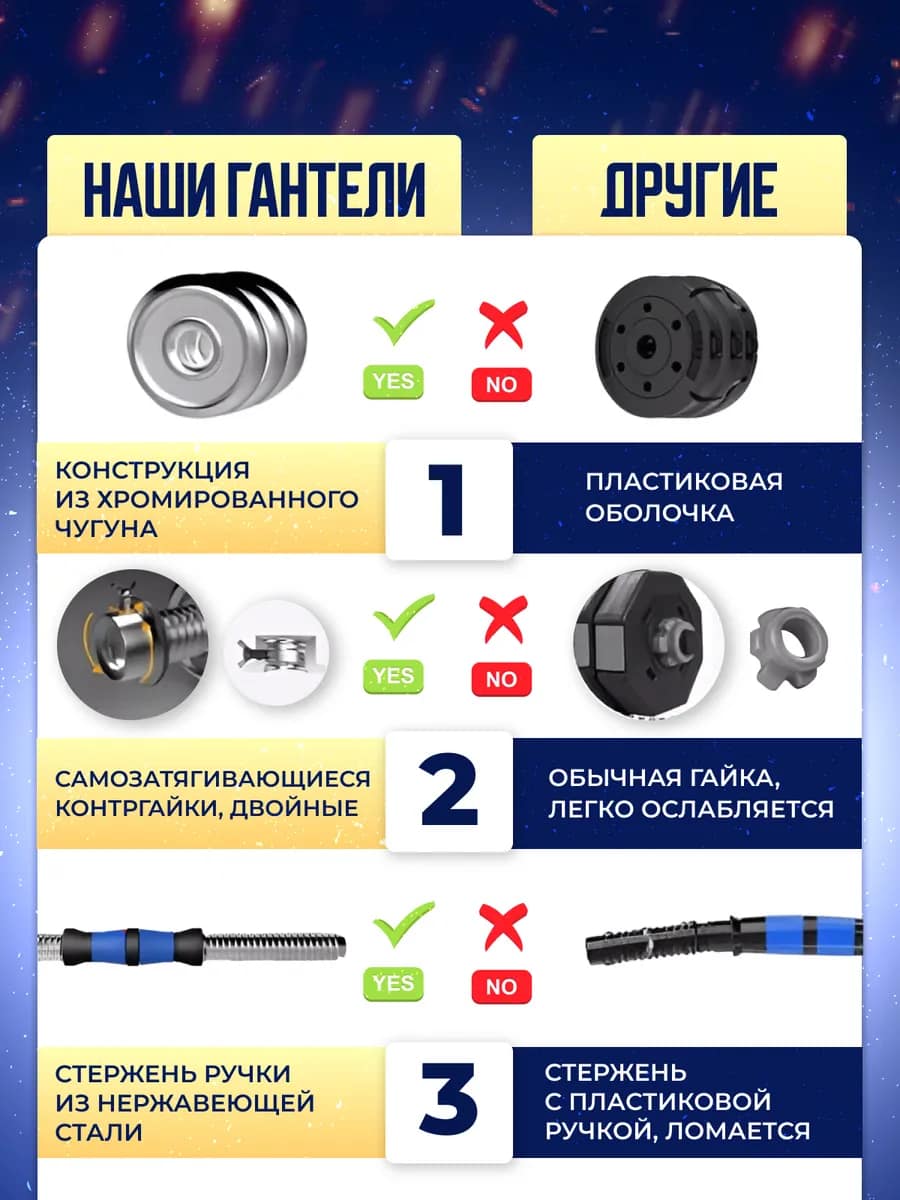 НАШИ ГАНТЕЛИ
ДРУГИЕ
YES
NO
КОНСТРУКЦИЯ
ИЗ ХРОМИРОВАННОГО
ЧУГУНА
1
ПЛАСТИКОВАЯ
ОБОЛОЧКА
YES
NO
САМОЗАТЯГИВАЮЩИЕСЯ
КОНТРГАЙКИ, ДВОЙНЫЕ
2
ОБЫЧНАЯ ГАЙКА,
ЛЕГКО ОСЛАБЛЯЕТСЯ
YES
NO
СТЕРЖЕНЬ РУЧКИ
ИЗ НЕРЖАВЕЮЩЕЙ
СТАЛИ
3
СТЕРЖЕНЬ
С ПЛАСТИКОВОЙ
РУЧКОЙ, ЛОМАЕТСЯ